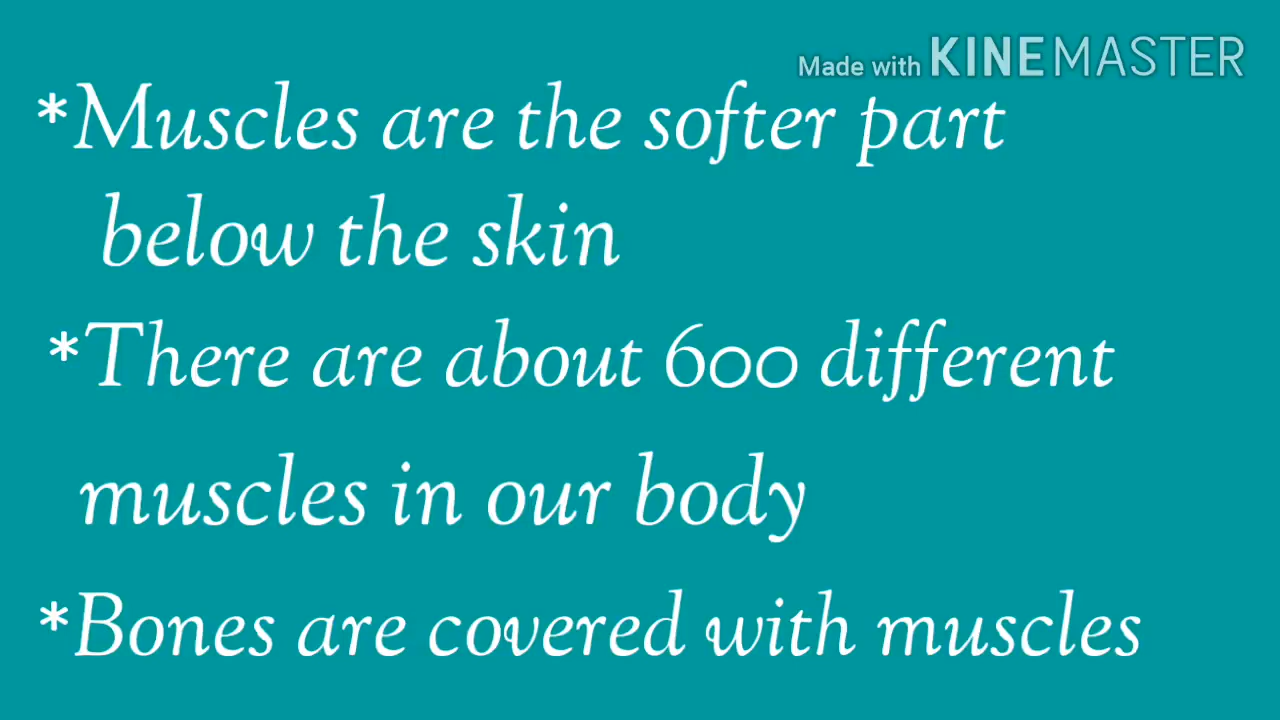 Made with KINEMASTER
*Muscles are the softer part
below the skin
*There are about 600 different
muscles in our body
*Bones are covered with muscles